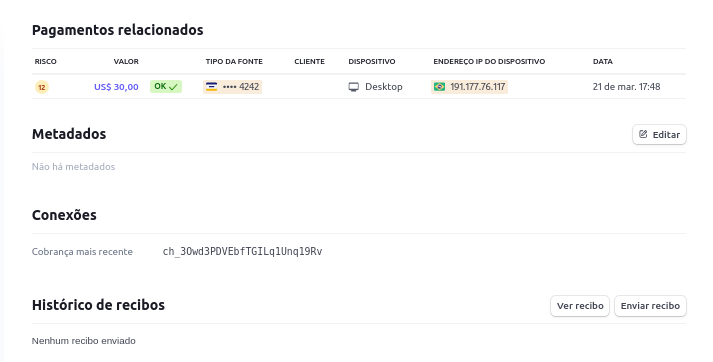 Pagamentos relacionados
RISCO VALOR TIPO DA FONTE CLIENTE DISPOSITIVO ENDEREÇO IP DO DISPOSITIVO DATA
12 US$ 30,00 OK •••• 4242 Desktop 191.177.76.117 21 de mar. 17:48
Metadados Editar
Não há metadados
Conexões
Cobrança mais recente ch_3Owd3PDVEbfTGILq1Unq19Rv
Histórico de recibos Ver recibo Enviar recibo
Nenhum recibo enviado